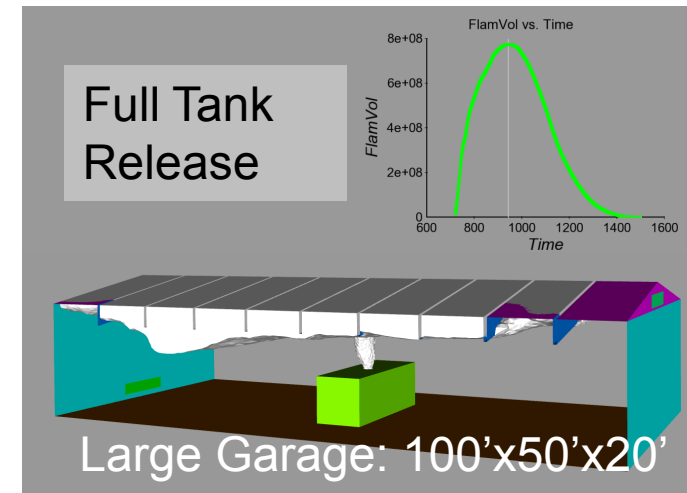 FlamVol vs. Time
8e+08
6e+08
4e+08
2e+08
0
FlamVol
600 800 1000 1200 1400 1600
Time
Full Tank
Release
Large Garage: 100'x50'x20'